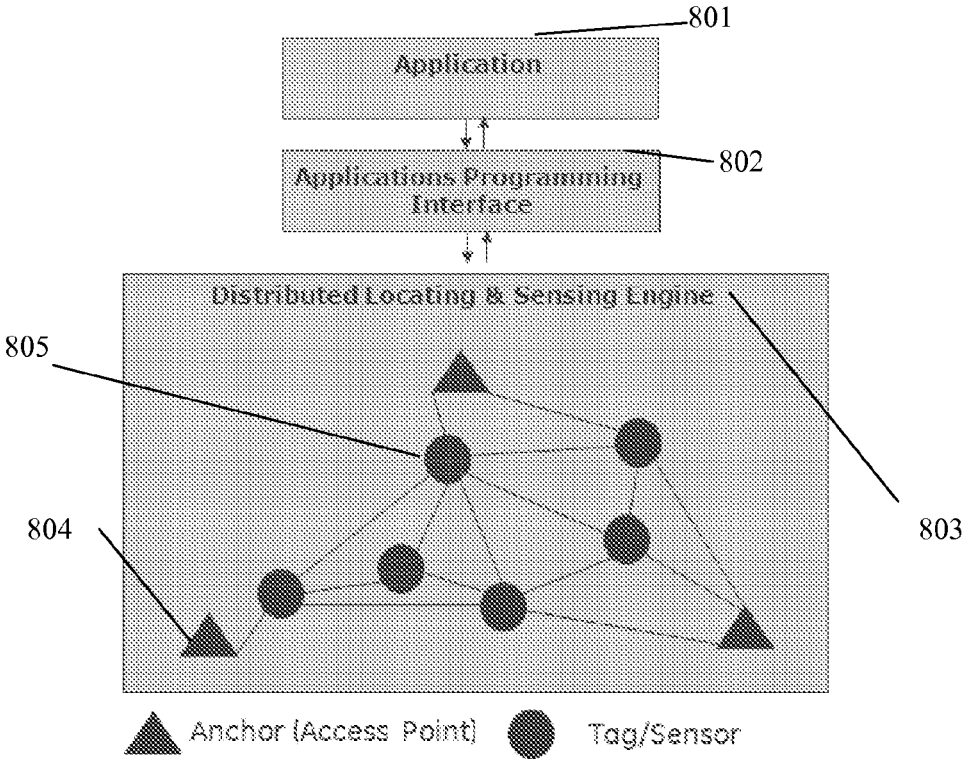 801
Application
802
Applications Programming
Interface
Distributed Locating & Sensing Engine
805
804
803
Anchor (Access Point)
Tag/Sensor